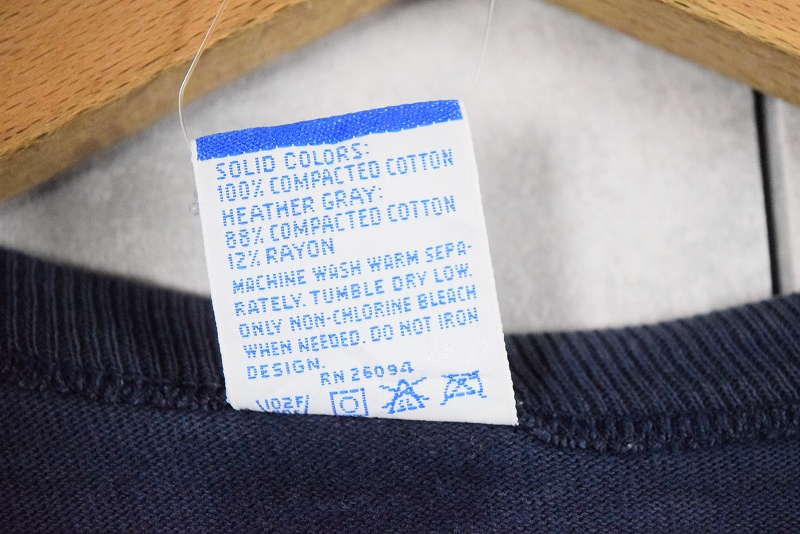 SOLID COLORS:
100% COMPACTED COTTON
HEATHER GRAY:
88% COMPACTED COTTON
12% RAYON
MACHINE WASH WARM SEPA-
RATELY. TUMBLE DRY LOW.
ONLY NON-CHLORINE BLEACH
WHEN NEEDED. DO NOT IRON
DESIGN.
RN 26094